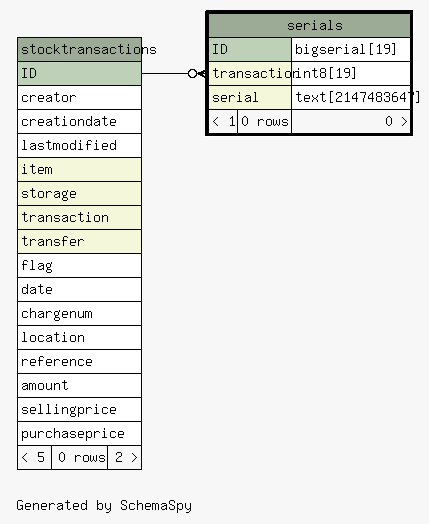 serials
ID bigserial[19]
transaction int8[19]
serial text[2147483647]
< 1 0 rows 0 >
stocktransactions
ID
creator
creationdate
lastmodified
item
storage
transaction
transfer
flag
date
chargenum
location
reference
amount
sellingprice
purchaseprice
< 5 0 rows 2 >
Generated by SchemaSpy